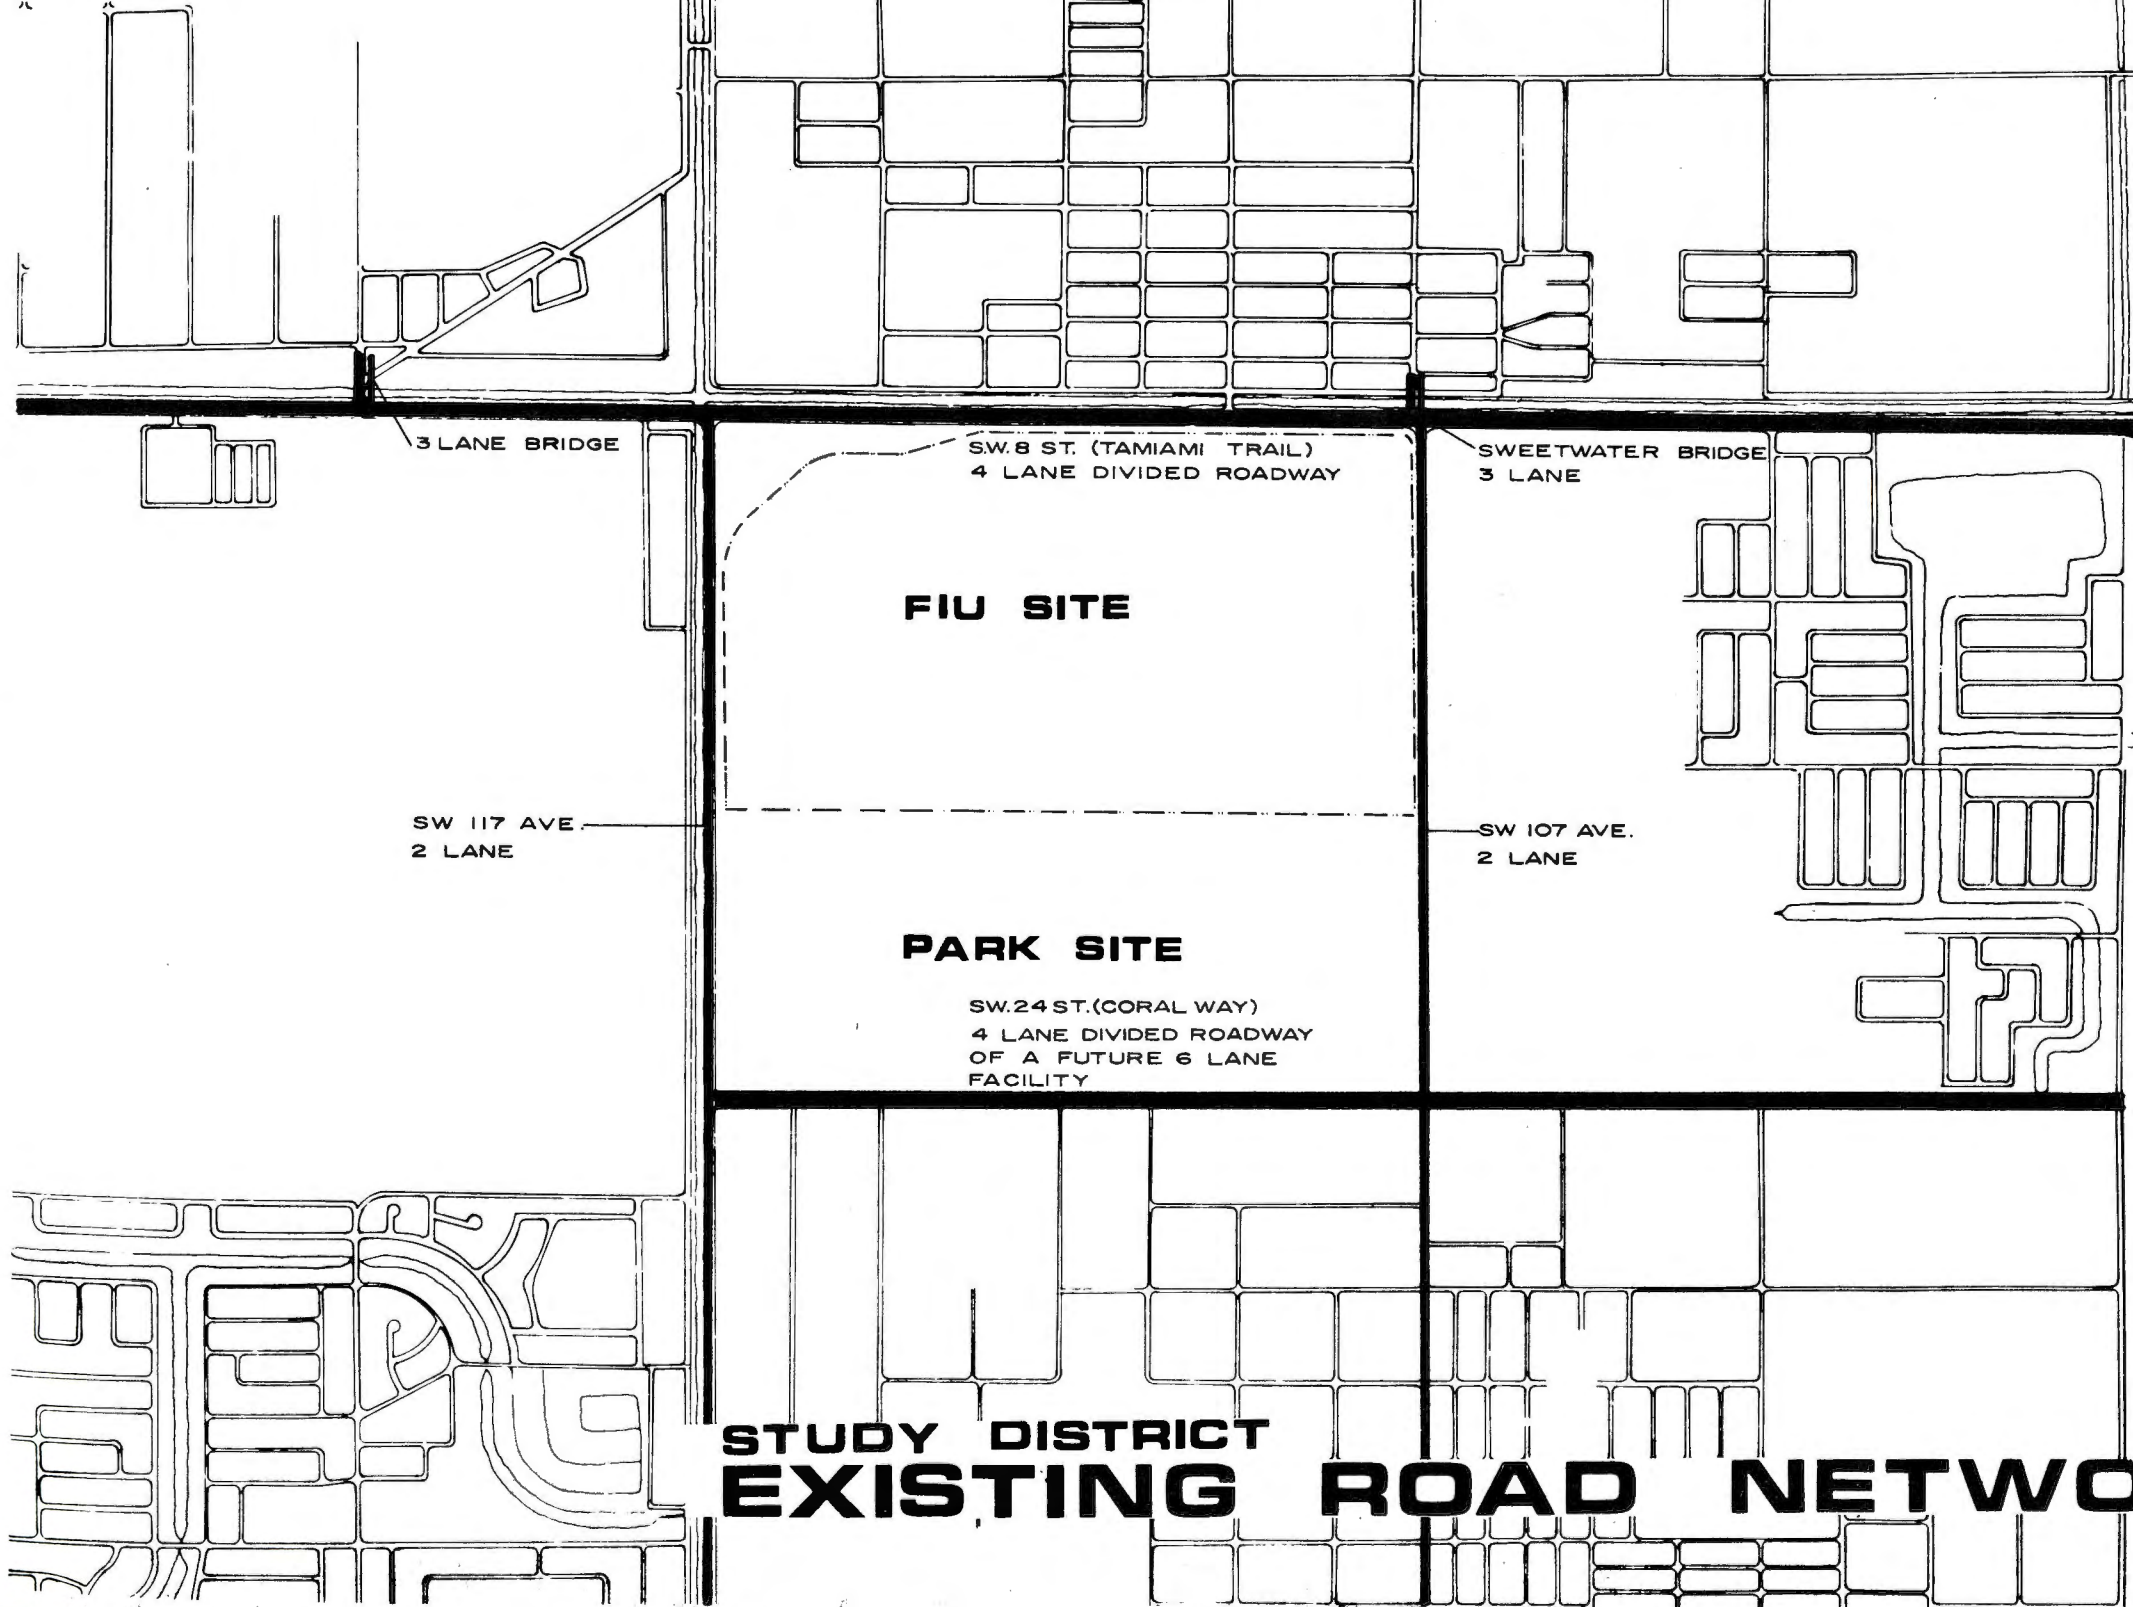 3 LANE BRIDGE
S.W. 8 ST. (TAMIAMI TRAIL)
4 LANE DIVIDED ROADWAY
SWEETWATER BRIDGE
3 LANE
FIU SITE
SW 117 AVE.
2 LANE
SW 107 AVE.
2 LANE
PARK SITE
SW. 24 ST. (CORAL WAY)
4 LANE DIVIDED ROADWAY
OF A FUTURE 6 LANE
FACILITY
STUDY DISTRICT
EXISTING ROAD NETWO